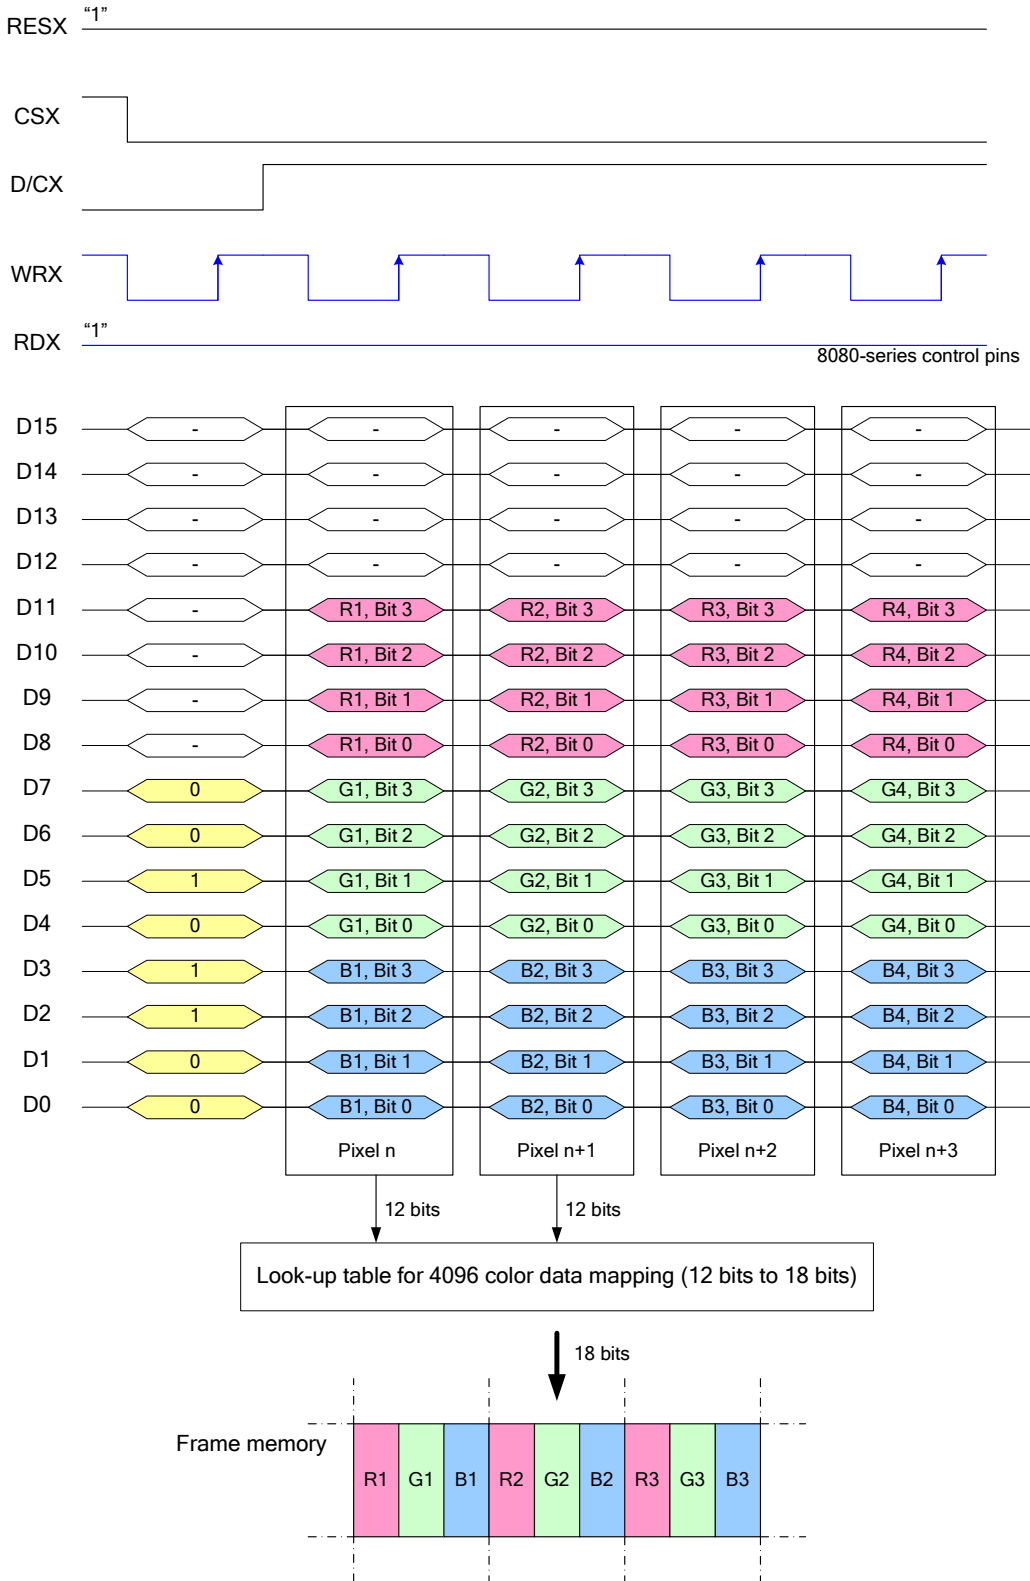 RESX "1"
CSX
D/CX
WRX
RDX "1"
8080-series control pins
D15 - - - - -
D14 - - - - -
D13 - - - - -
D12 - - - - -
D11 - R1, Bit 3 R2, Bit 3 R3, Bit 3 R4, Bit 3
D10 - R1, Bit 2 R2, Bit 2 R3, Bit 2 R4, Bit 2
D9 - R1, Bit 1 R2, Bit 1 R3, Bit 1 R4, Bit 1
D8 - R1, Bit 0 R2, Bit 0 R3, Bit 0 R4, Bit 0
D7 0 G1, Bit 3 G2, Bit 3 G3, Bit 3 G4, Bit 3
D6 0 G1, Bit 2 G2, Bit 2 G3, Bit 2 G4, Bit 2
D5 1 G1, Bit 1 G2, Bit 1 G3, Bit 1 G4, Bit 1
D4 0 G1, Bit 0 G2, Bit 0 G3, Bit 0 G4, Bit 0
D3 1 B1, Bit 3 B2, Bit 3 B3, Bit 3 B4, Bit 3
D2 1 B1, Bit 2 B2, Bit 2 B3, Bit 2 B4, Bit 2
D1 0 B1, Bit 1 B2, Bit 1 B3, Bit 1 B4, Bit 1
D0 0 B1, Bit 0 B2, Bit 0 B3, Bit 0 B4, Bit 0
Pixel n Pixel n+1 Pixel n+2 Pixel n+3
12 bits 12 bits
Look-up table for 4096 color data mapping (12 bits to 18 bits)
18 bits
Frame memory
R1 G1 B1 R2 G2 B2 R3 G3 B3